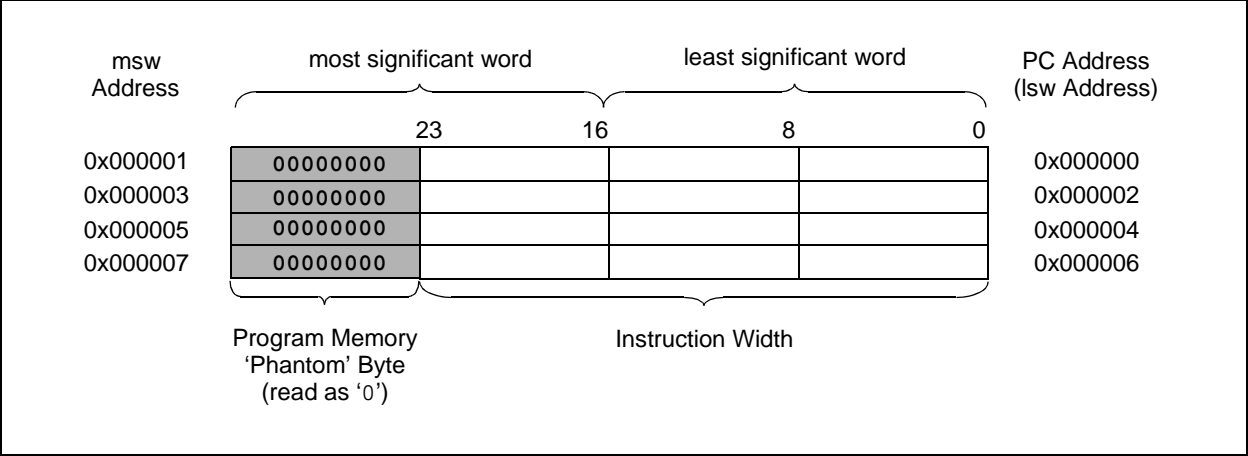 msw
Address
most significant word
least significant word
PC Address
(lsw Address)
23 16 8 0
0x000001 00000000 0x000000
0x000003 00000000 0x000002
0x000005 00000000 0x000004
0x000007 00000000 0x000006
Program Memory
‘Phantom’ Byte
(read as ‘0’)
Instruction Width